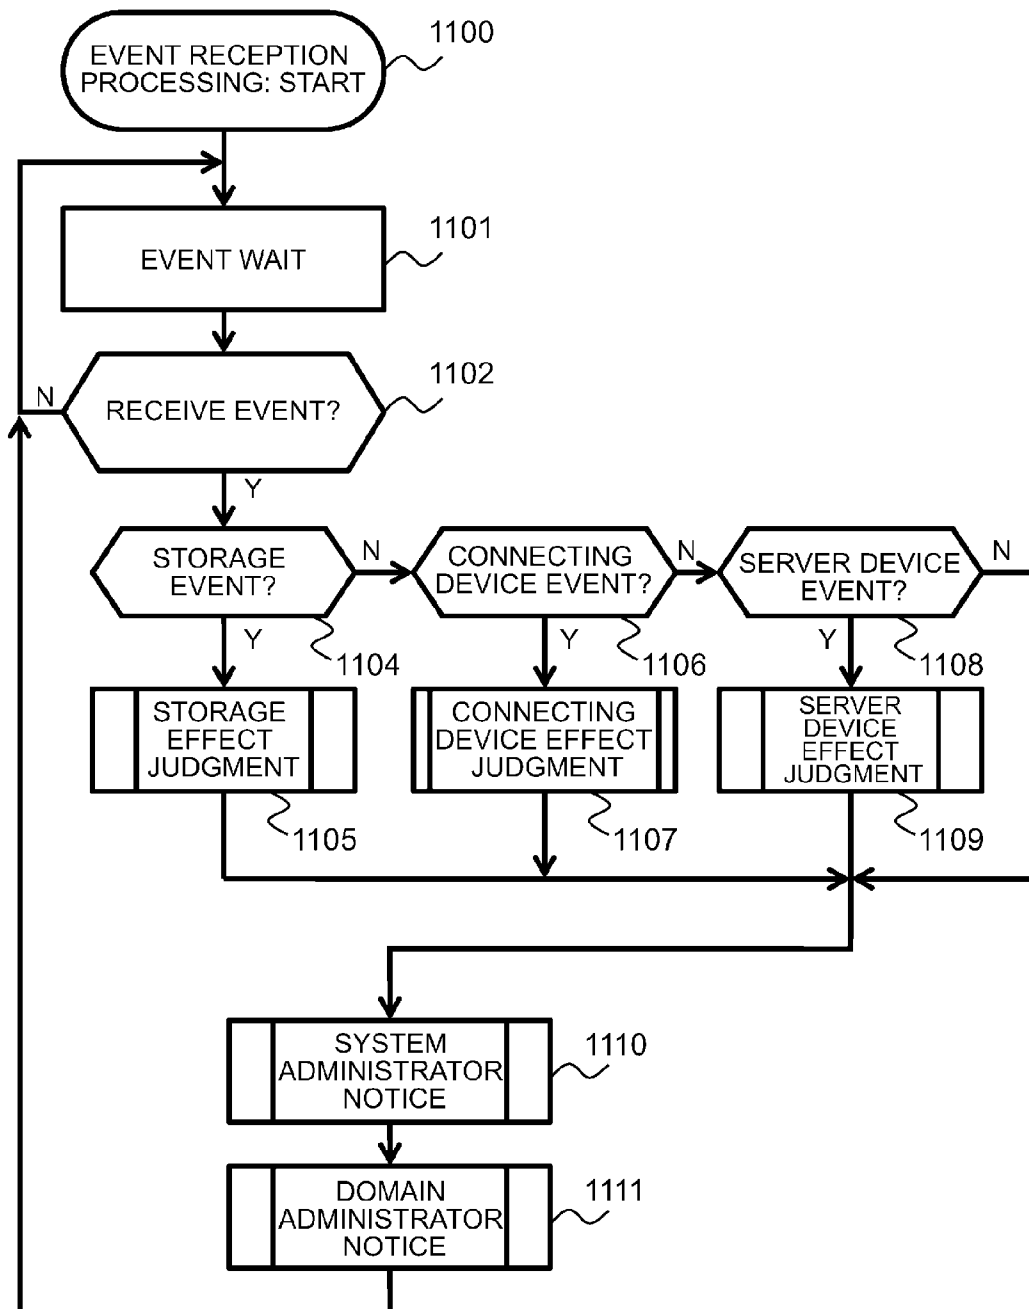 1100
EVENT RECEPTION
PROCESSING: START
1101
EVENT WAIT
1102
N
RECEIVE EVENT?
Y
STORAGE
EVENT?
N
CONNECTING
DEVICE EVENT?
N
SERVER DEVICE
EVENT?
N
Y
1104
Y
1106
Y
1108
STORAGE
EFFECT
JUDGMENT
CONNECTING
DEVICE EFFECT
JUDGMENT
SERVER
DEVICE
EFFECT
JUDGMENT
1105
1107
1109
SYSTEM
ADMINISTRATOR
NOTICE
1110
DOMAIN
ADMINISTRATOR
NOTICE
1111